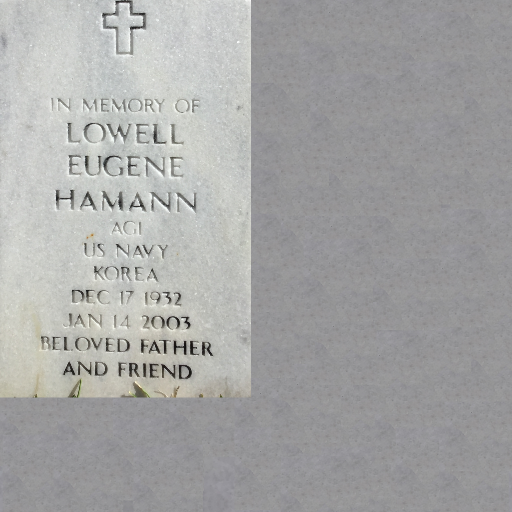 IN MEMORY OF
LOWELL
EUGENE
HAMANN
AG1
US NAVY
KOREA
DEC 17 1932
JAN 14 2003
BELOVED FATHER
AND FRIEND